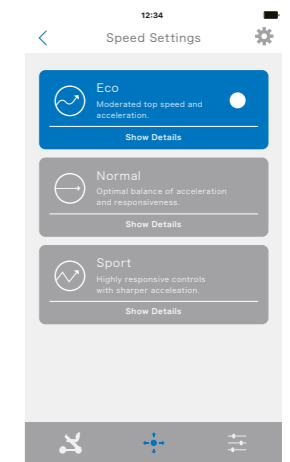 12:34
Speed Settings
Eco
Moderated top speed and
acceleration.
Show Details
Normal
Optimal balance of acceleration
and responsiveness.
Show Details
Sport
Highly responsive controls
with sharper acceleation.
Show Details